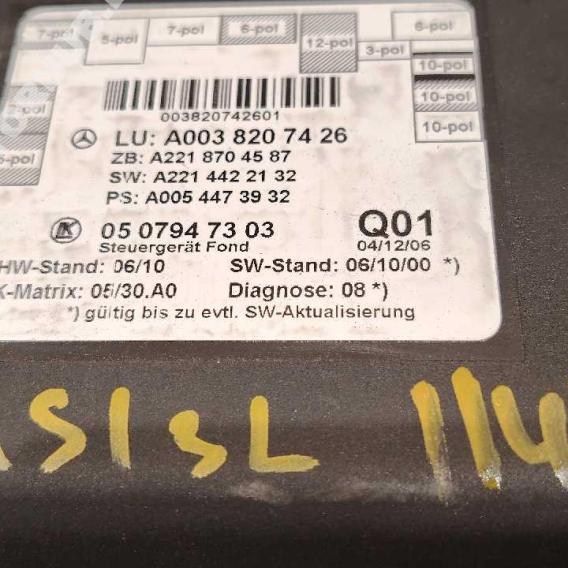 7-pol 5-pol 7-pol 6-pol 12-pol 3-pol 6-pol
10-pol
10-pol
10-pol
003820742601
LU: A003 820 74 26
ZB: A221 870 45 87
SW: A221 442 21 32
PS: A005 447 39 32
K 05 0794 73 03 Q01
Steuergerät Fond 04/12/06
HW-Stand: 06/10 SW-Stand: 06/10/00 *)
K-Matrix: 05/30.A0 Diagnose: 08 *)
*) gültig bis zu evtl. SW-Aktualisierung